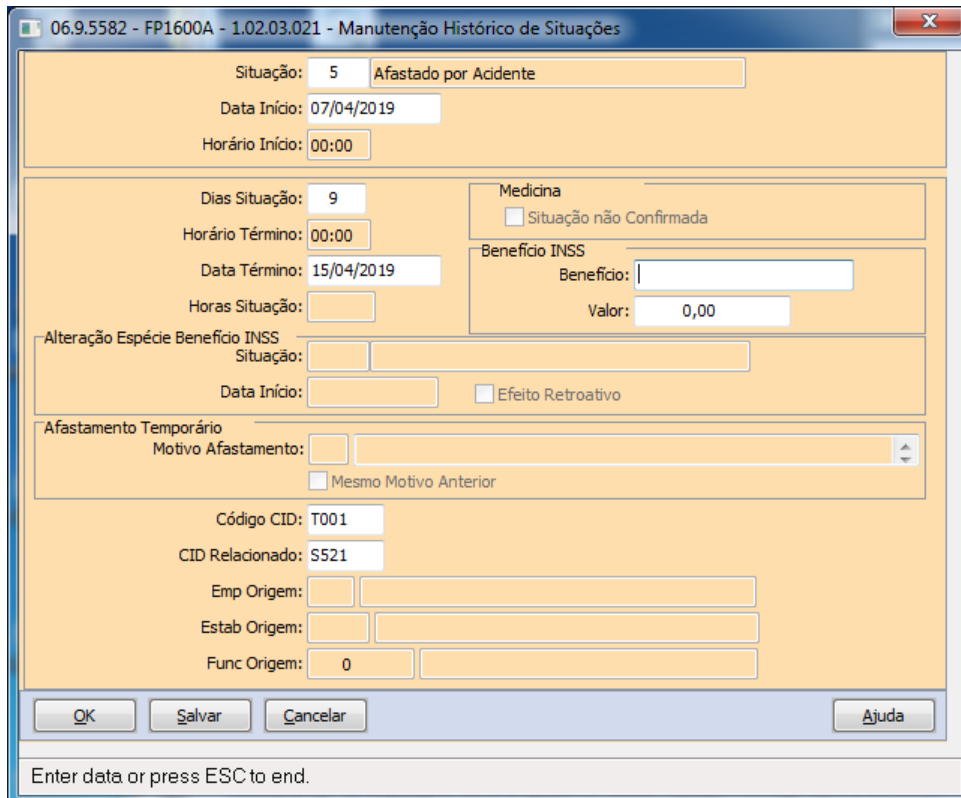 06.9.5582 - FP1600A - 1.02.03.021 - Manutenção Histórico de Situações
Situação: 5 Afastado por Acidente
Data Início: 07/04/2019
Horário Início: 00:00
Dias Situação: 9
Horário Término: 00:00
Data Término: 15/04/2019
Horas Situação:
Medicina
Situação não Confirmada
Benefício INSS
Benefício:
Valor: 0,00
Alteração Espécie Benefício INSS
Situação:
Data Início:
Efeito Retroativo
Afastamento Temporário
Motivo Afastamento:
Mesmo Motivo Anterior
Código CID: T001
CID Relacionado: S521
Emp Origem:
Estab Origem:
Func Origem: 0
OK Salvar Cancelar Ajuda
Enter data or press ESC to end.